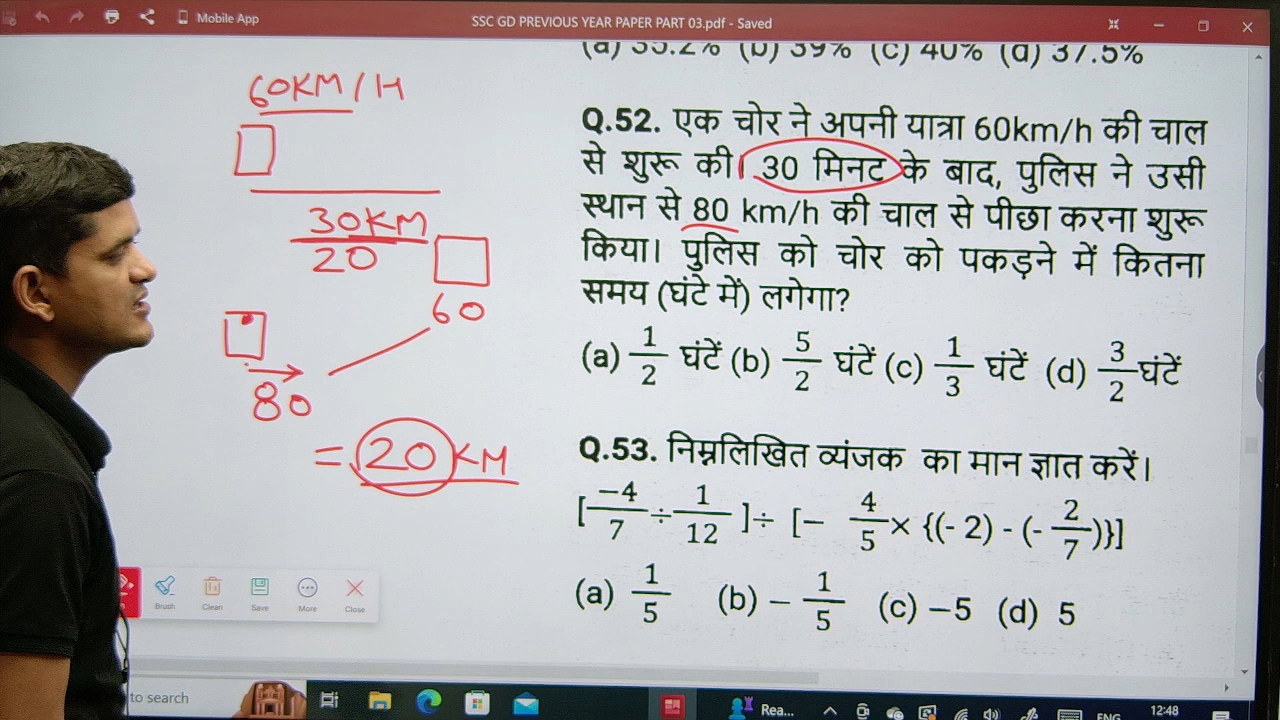 Mobile App
SSC GD PREVIOUS YEAR PAPER PART 03.pdf - Saved
(a) 35.2% (b) 39% (c) 40% (d) 37.5%
60KM/H
30KM
20
60
80
= 20 KM
Q.52. एक चोर ने अपनी यात्रा 60km/h की चाल
से शुरू की। 30 मिनट के बाद, पुलिस ने उसी
स्थान से 80 km/h की चाल से पीछा करना शुरू
किया। पुलिस को चोर को पकड़ने में कितना
समय (घंटे में) लगेगा?
(a) 1/2 घंटें (b) 5/2 घंटें (c) 1/3 घंटें (d) 3/2 घंटें
Q.53. निम्नलिखित व्यंजक का मान ज्ञात करें।
[-4/7 ÷ 1/12 ] ÷ [- 4/5 × {(- 2) - (- 2/7)}]
(a) 1/5 (b) - 1/5 (c) -5 (d) 5
Brush Clean Save More Close
to search
Rea...
ENG
12:48